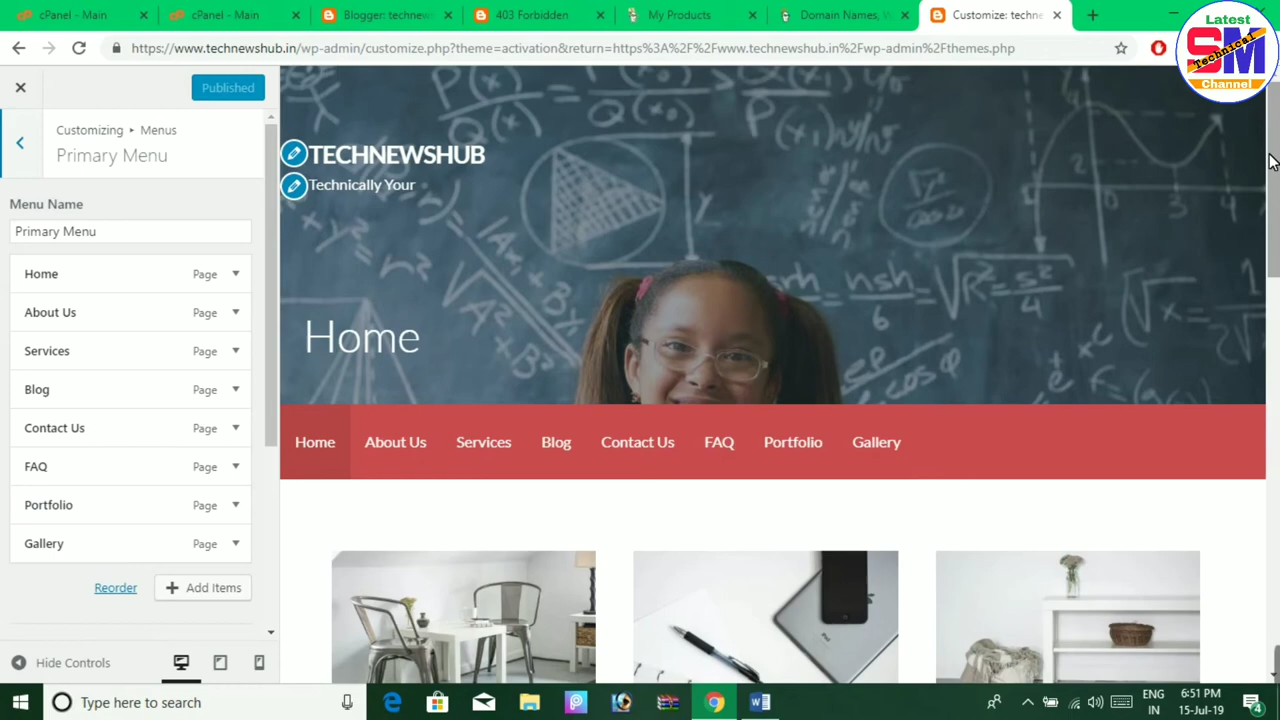 cPanel - Main
cPanel - Main
Blogger: technew
403 Forbidden
My Products
Domain Names, W
Customize: techne
Latest
SM
Technical
Channel
https://www.technewshub.in/wp-admin/customize.php?theme=activation&return=https%3A%2F%2Fwww.technewshub.in%2Fwp-admin%2Fthemes.php
Published
Customizing ▸ Menus
Primary Menu
Menu Name
Primary Menu
Home Page
About Us Page
Services Page
Blog Page
Contact Us Page
FAQ Page
Portfolio Page
Gallery Page
Reorder
Add Items
Hide Controls
TECHNEWSHUB
Technically Your
Home
Home About Us Services Blog Contact Us FAQ Portfolio Gallery
Type here to search
ENG
IN
6:51 PM
15-Jul-19
4